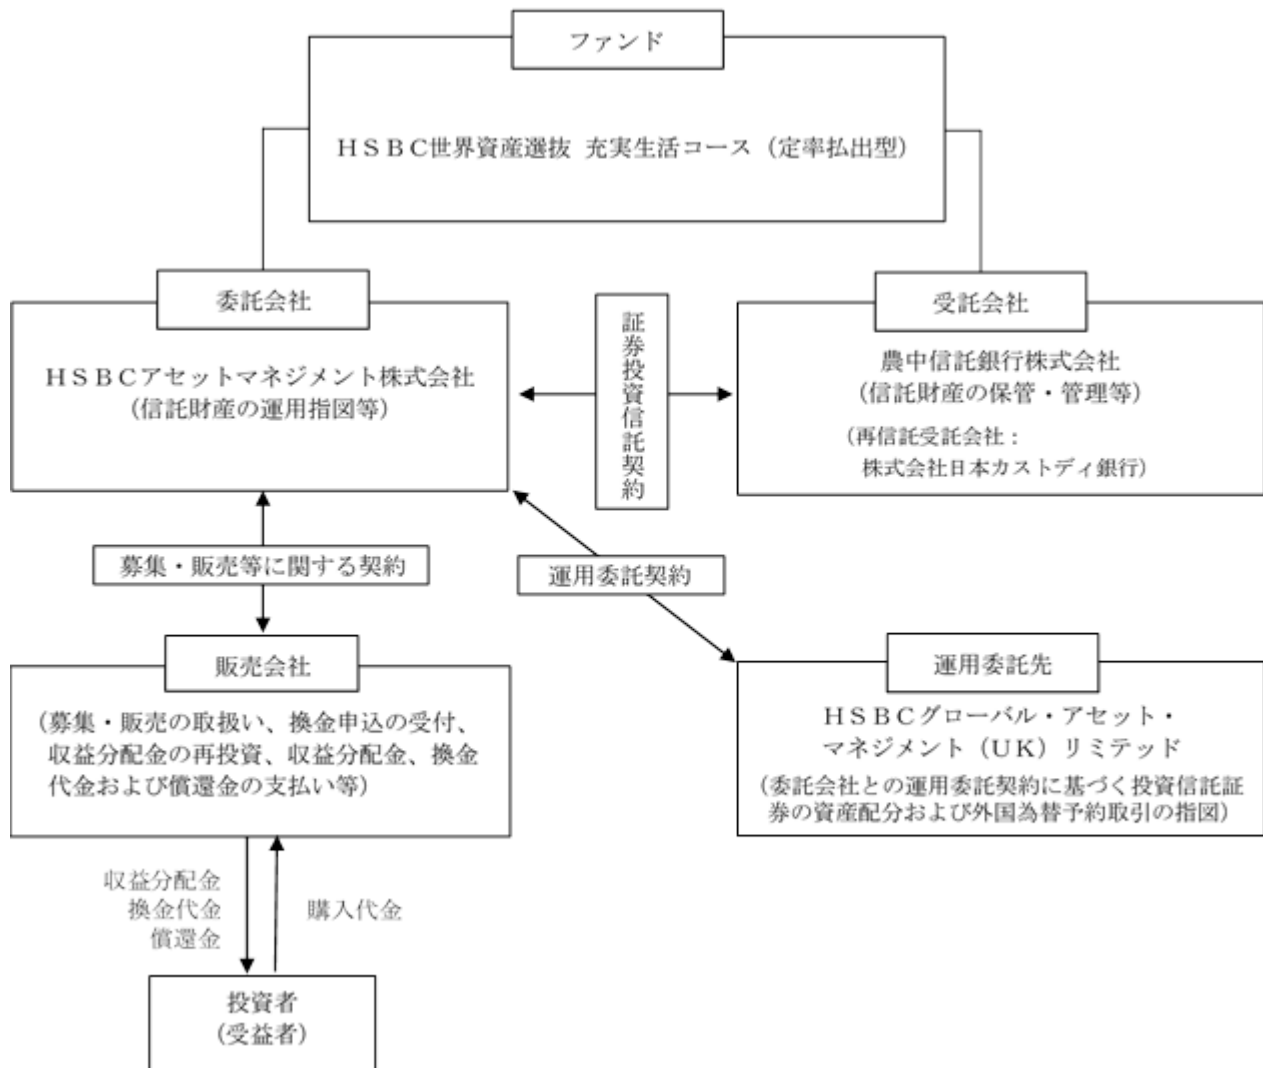 ファンド
HSBC世界資産選抜 充実生活コース(定率払出型)
委託会社
HSBCアセットマネジメント株式会社
(信託財産の運用指図等)
証券投資信託契約
受託会社
農中信託銀行株式会社
(信託財産の保管・管理等)
(再信託受託会社:
株式会社日本カストディ銀行)
募集・販売等に関する契約
運用委託契約
販売会社
(募集・販売の取扱い、換金申込の受付、
収益分配金の再投資、収益分配金、換金
代金および償還金の支払い等)
運用委託先
HSBCグローバル・アセット・
マネジメント(UK)リミテッド
(委託会社との運用委託契約に基づく投資信託証
券の資産配分および外国為替予約取引の指図)
収益分配金
換金代金
償還金
購入代金
投資者
(受益者)